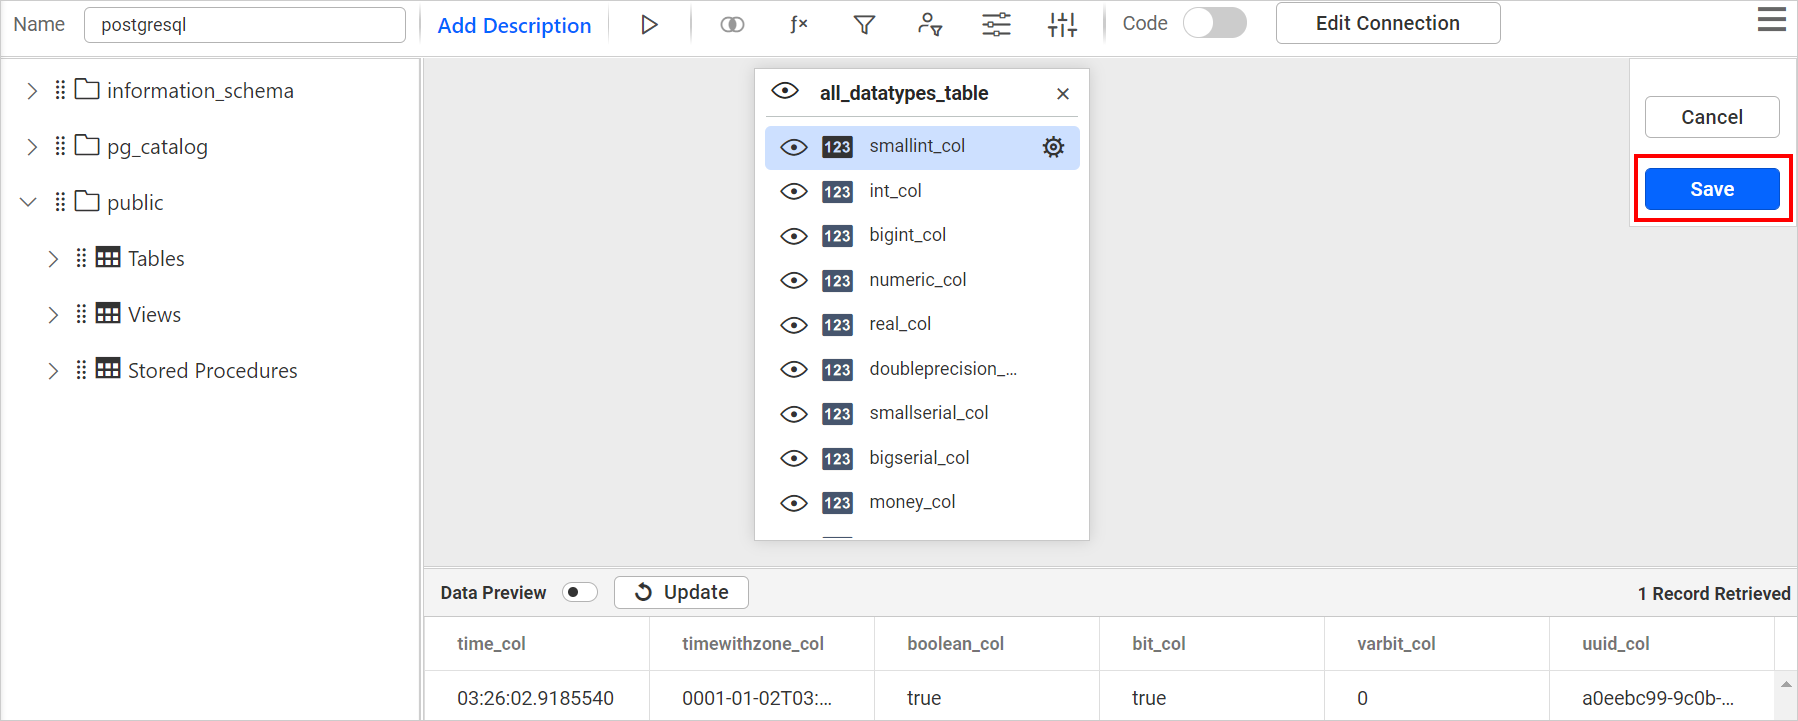 Name postgresql Add Description ƒx Code Edit Connection
information_schema
pg_catalog
public
Tables
Views
Stored Procedures
all_datatypes_table
123 smallint_col
123 int_col
123 bigint_col
123 numeric_col
123 real_col
123 doubleprecision_...
123 smallserial_col
123 bigserial_col
123 money_col
Cancel
Save
Data Preview Update 1 Record Retrieved
time_col timewithzone_col boolean_col bit_col varbit_col uuid_col
03:26:02.9185540 0001-01-02T03:... true true 0 a0eebc99-9c0b-...